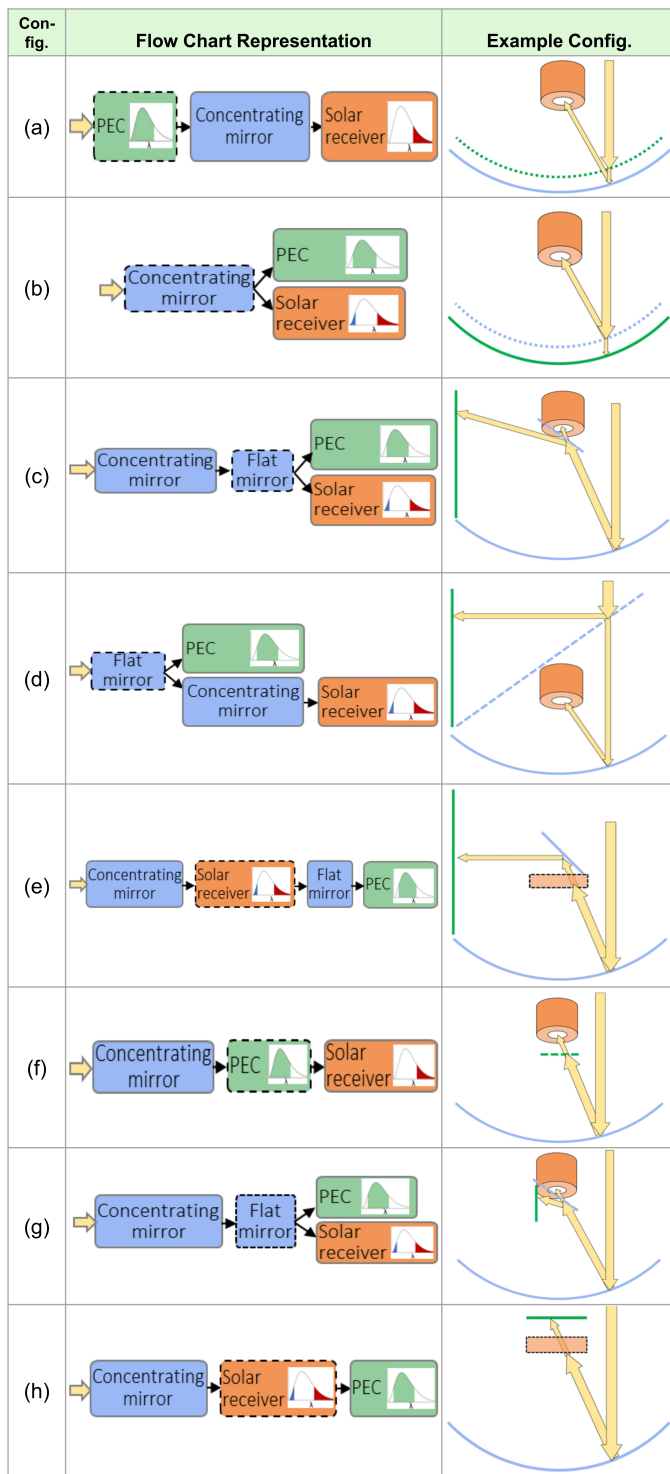 Con-
fig.
Flow Chart Representation
Example Config.
(a)
PEC
λ
Concentrating
mirror
Solar
receiver
λ
(b)
Concentrating
mirror
PEC
λ
Solar
receiver
λ
(c)
Concentrating
mirror
Flat
mirror
PEC
λ
Solar
receiver
λ
(d)
Flat
mirror
PEC
λ
Concentrating
mirror
Solar
receiver
λ
(e)
Concentrating
mirror
Solar
receiver
λ
Flat
mirror
PEC
λ
(f)
Concentrating
mirror
PEC
λ
Solar
receiver
λ
(g)
Concentrating
mirror
Flat
mirror
PEC
λ
Solar
receiver
λ
(h)
Concentrating
mirror
Solar
receiver
λ
PEC
λ